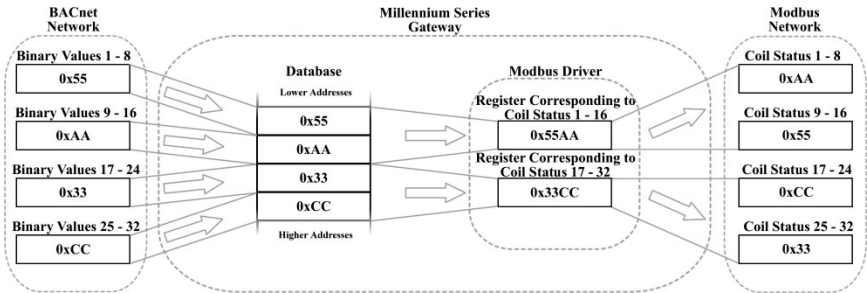 BACnet
Network
Binary Values 1 - 8
0x55
Binary Values 9 - 16
0xAA
Binary Values 17 - 24
0x33
Binary Values 25 - 32
0xCC
Millennium Series
Gateway
Database
Lower Addresses
0x55
0xAA
0x33
0xCC
Higher Addresses
Modbus Driver
Register Corresponding to
Coil Status 1 - 16
0x55AA
Register Corresponding to
Coil Status 17 - 32
0x33CC
Modbus
Network
Coil Status 1 - 8
0xAA
Coil Status 9 - 16
0x55
Coil Status 17 - 24
0xCC
Coil Status 25 - 32
0x33